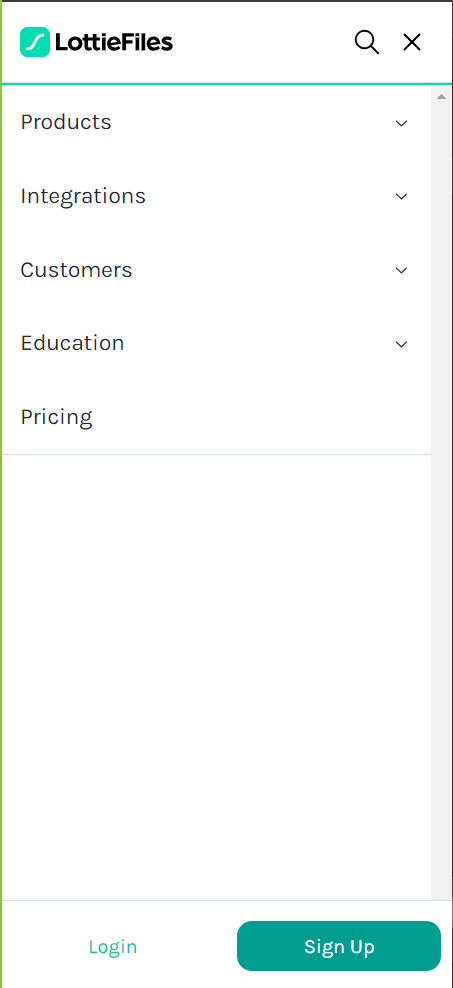 LottieFiles
Products
Integrations
Customers
Education
Pricing
Login
Sign Up